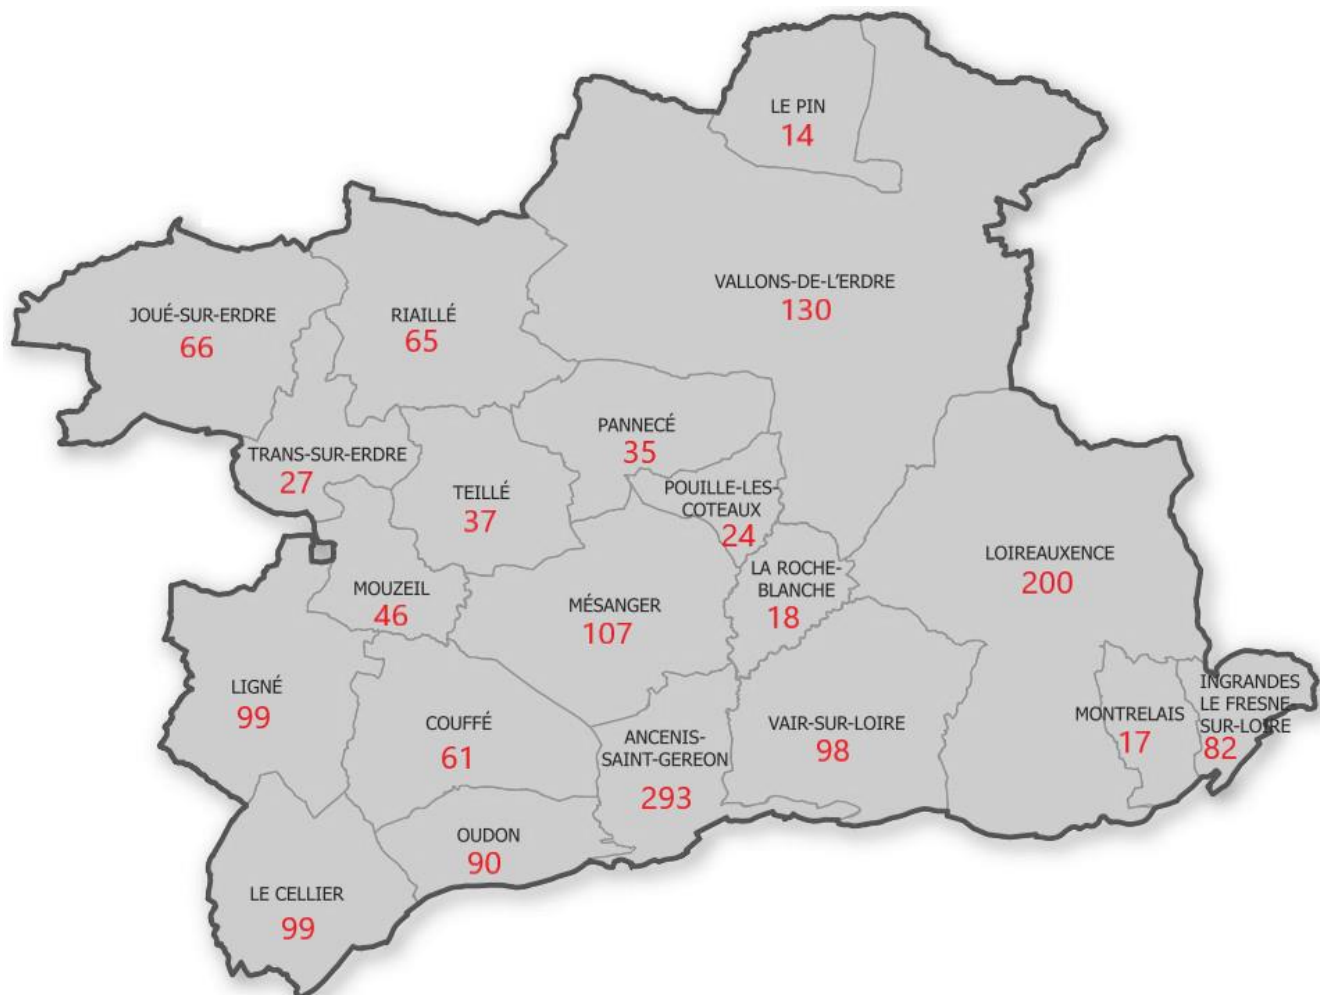 LE PIN
14
VALLONS-DE-L'ERDRE
130
JOUÉ-SUR-ERDRE
66
RIAILLÉ
65
PANNECÉ
35
TRANS-SUR-ERDRE
27
TEILLÉ
37
POUILLE-LES-
COTEAUX
24
LOIREAUXENCE
200
LA ROCHE-
BLANCHE
18
MOUZEIL
46
MÉSANGER
107
LIGNÉ
99
COUFFÉ
61
ANCENIS-
SAINT-GEREON
293
VAIR-SUR-LOIRE
98
MONTRELAIS
17
INGRANDES
LE FRESNE-
SUR-LOIRE
82
OUDON
90
LE CELLIER
99